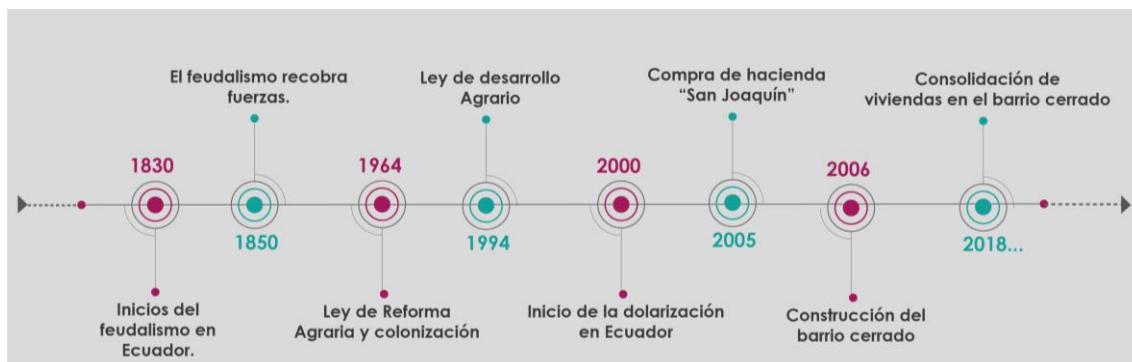 El feudalismo recobra
fuerzas.
Ley de desarrollo
Agrario
Compra de hacienda
“San Joaquín”
Consolidación de
viviendas en el barrio cerrado
1830
1964
2000
2006
1850
1994
2005
2018...
Inicios del
feudalismo en
Ecuador.
Ley de Reforma
Agraria y colonización
Inicio de la dolarización
en Ecuador
Construcción del
barrio cerrado